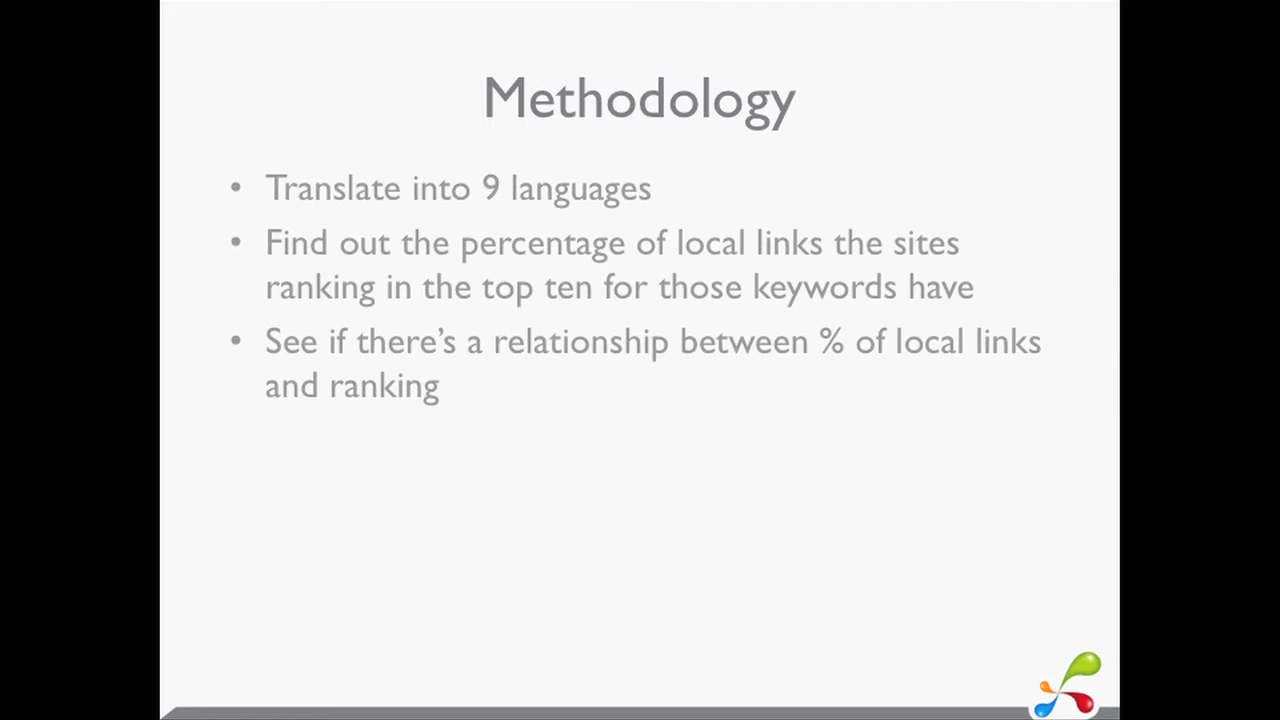 Methodology
• Translate into 9 languages
• Find out the percentage of local links the sites
ranking in the top ten for those keywords have
• See if there’s a relationship between % of local links
and ranking